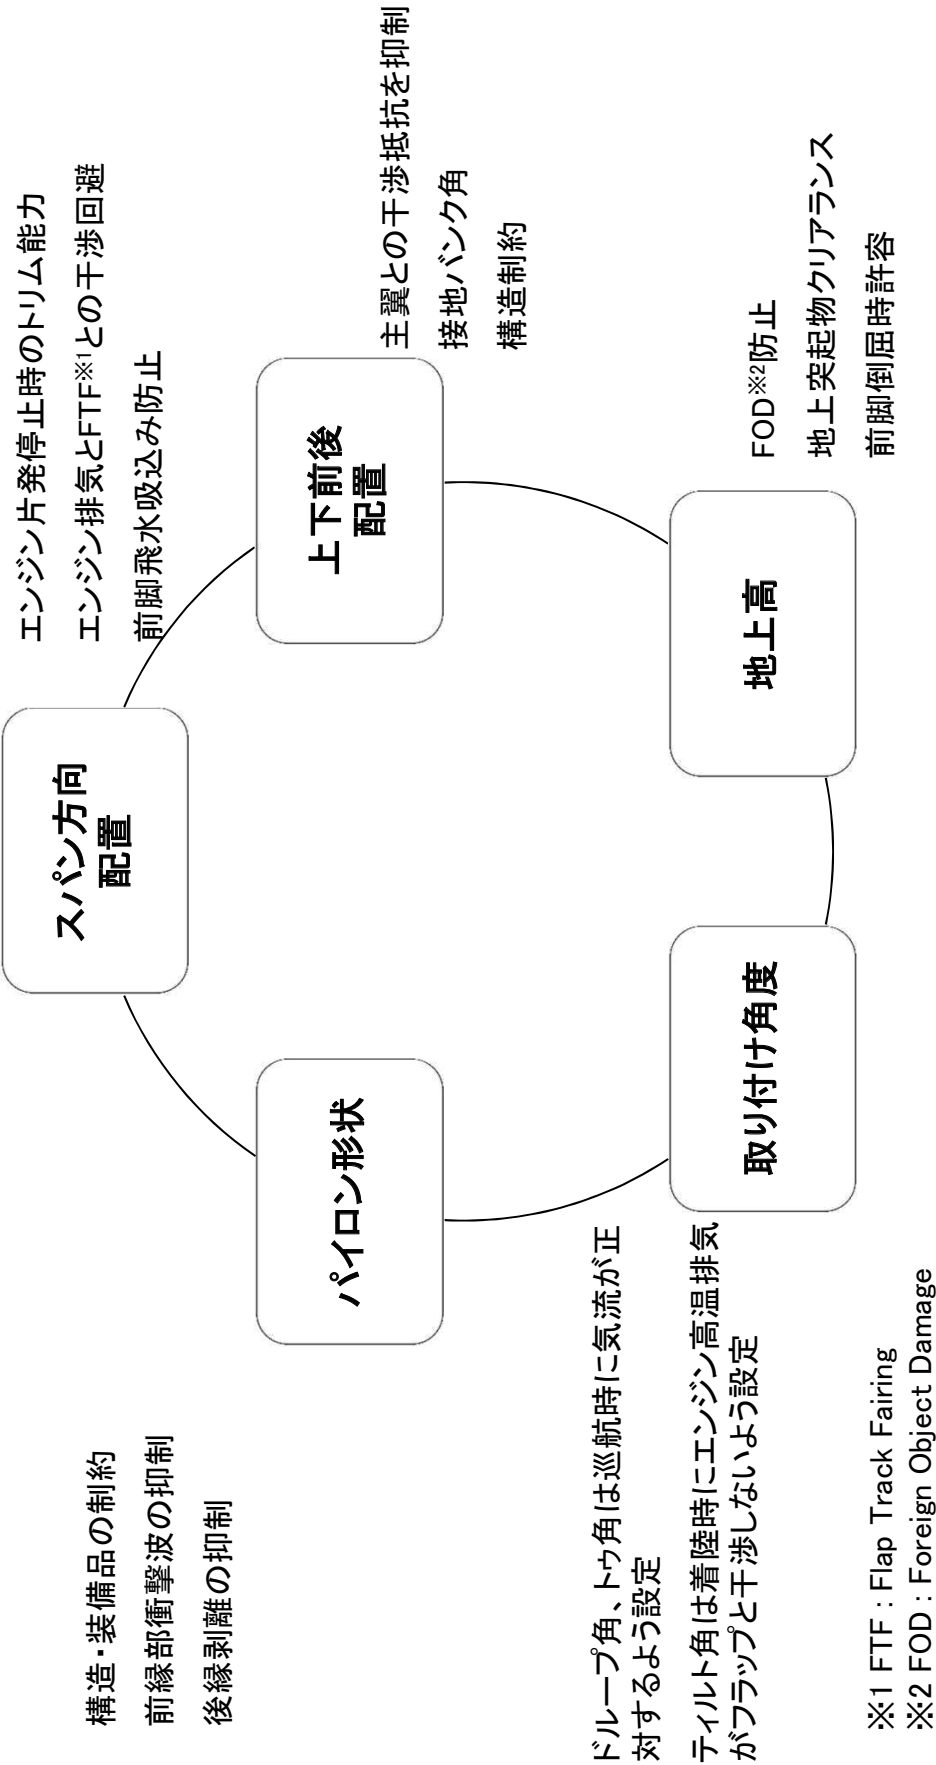 スパン方向
配置
エンジン片発停止時のトリム能力
エンジン排気とFTF※1との干渉回避
前脚飛水吸込み防止
上下前後
配置
主翼との干渉抵抗を抑制
接地バンク角
構造制約
地上高
FOD※2防止
地上突起物クリアランス
前脚倒屈時許容
取り付け角度
ドループ角、トゥ角は巡航時に気流が正
対するよう設定
ティルト角は着陸時にエンジン高温排気
がフラップと干渉しないよう設定
パイロン形状
構造・装備品の制約
前縁部衝撃波の抑制
後縁剥離の抑制
※1 FTF : Flap Track Fairing
※2 FOD : Foreign Object Damage